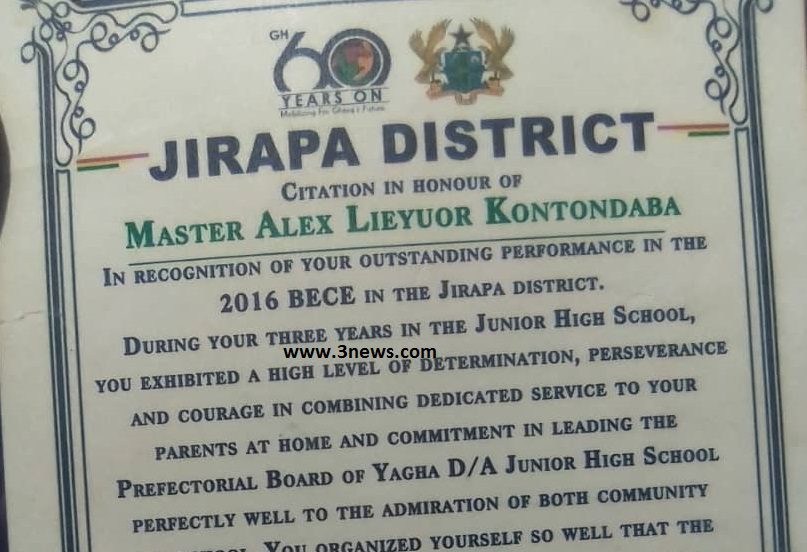 GH
60
YEARS ON
Mobilising For Ghana's Future
JIRAPA DISTRICT
CITATION IN HONOUR OF
MASTER ALEX LIEYUOR KONTONDABA
IN RECOGNITION OF YOUR OUTSTANDING PERFORMANCE IN THE
2016 BECE IN THE JIRAPA DISTRICT.
DURING YOUR THREE YEARS IN THE JUNIOR HIGH SCHOOL,
www.3news.com
YOU EXHIBITED A HIGH LEVEL OF DETERMINATION, PERSEVERANCE
AND COURAGE IN COMBINING DEDICATED SERVICE TO YOUR
PARENTS AT HOME AND COMMITMENT IN LEADING THE
PREFECTORIAL BOARD OF YAGHA D/A JUNIOR HIGH SCHOOL
PERFECTLY WELL TO THE ADMIRATION OF BOTH COMMUNITY
YOU ORGANIZED YOURSELF SO WELL THAT THE